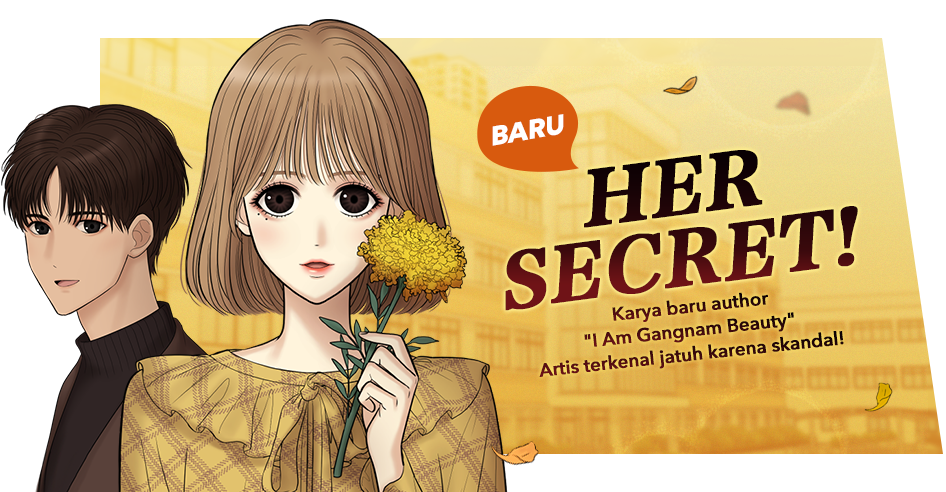 BARU
HER
SECRET!
Karya baru author
"I Am Gangnam Beauty"
Artis terkenal jatuh karena skandal!